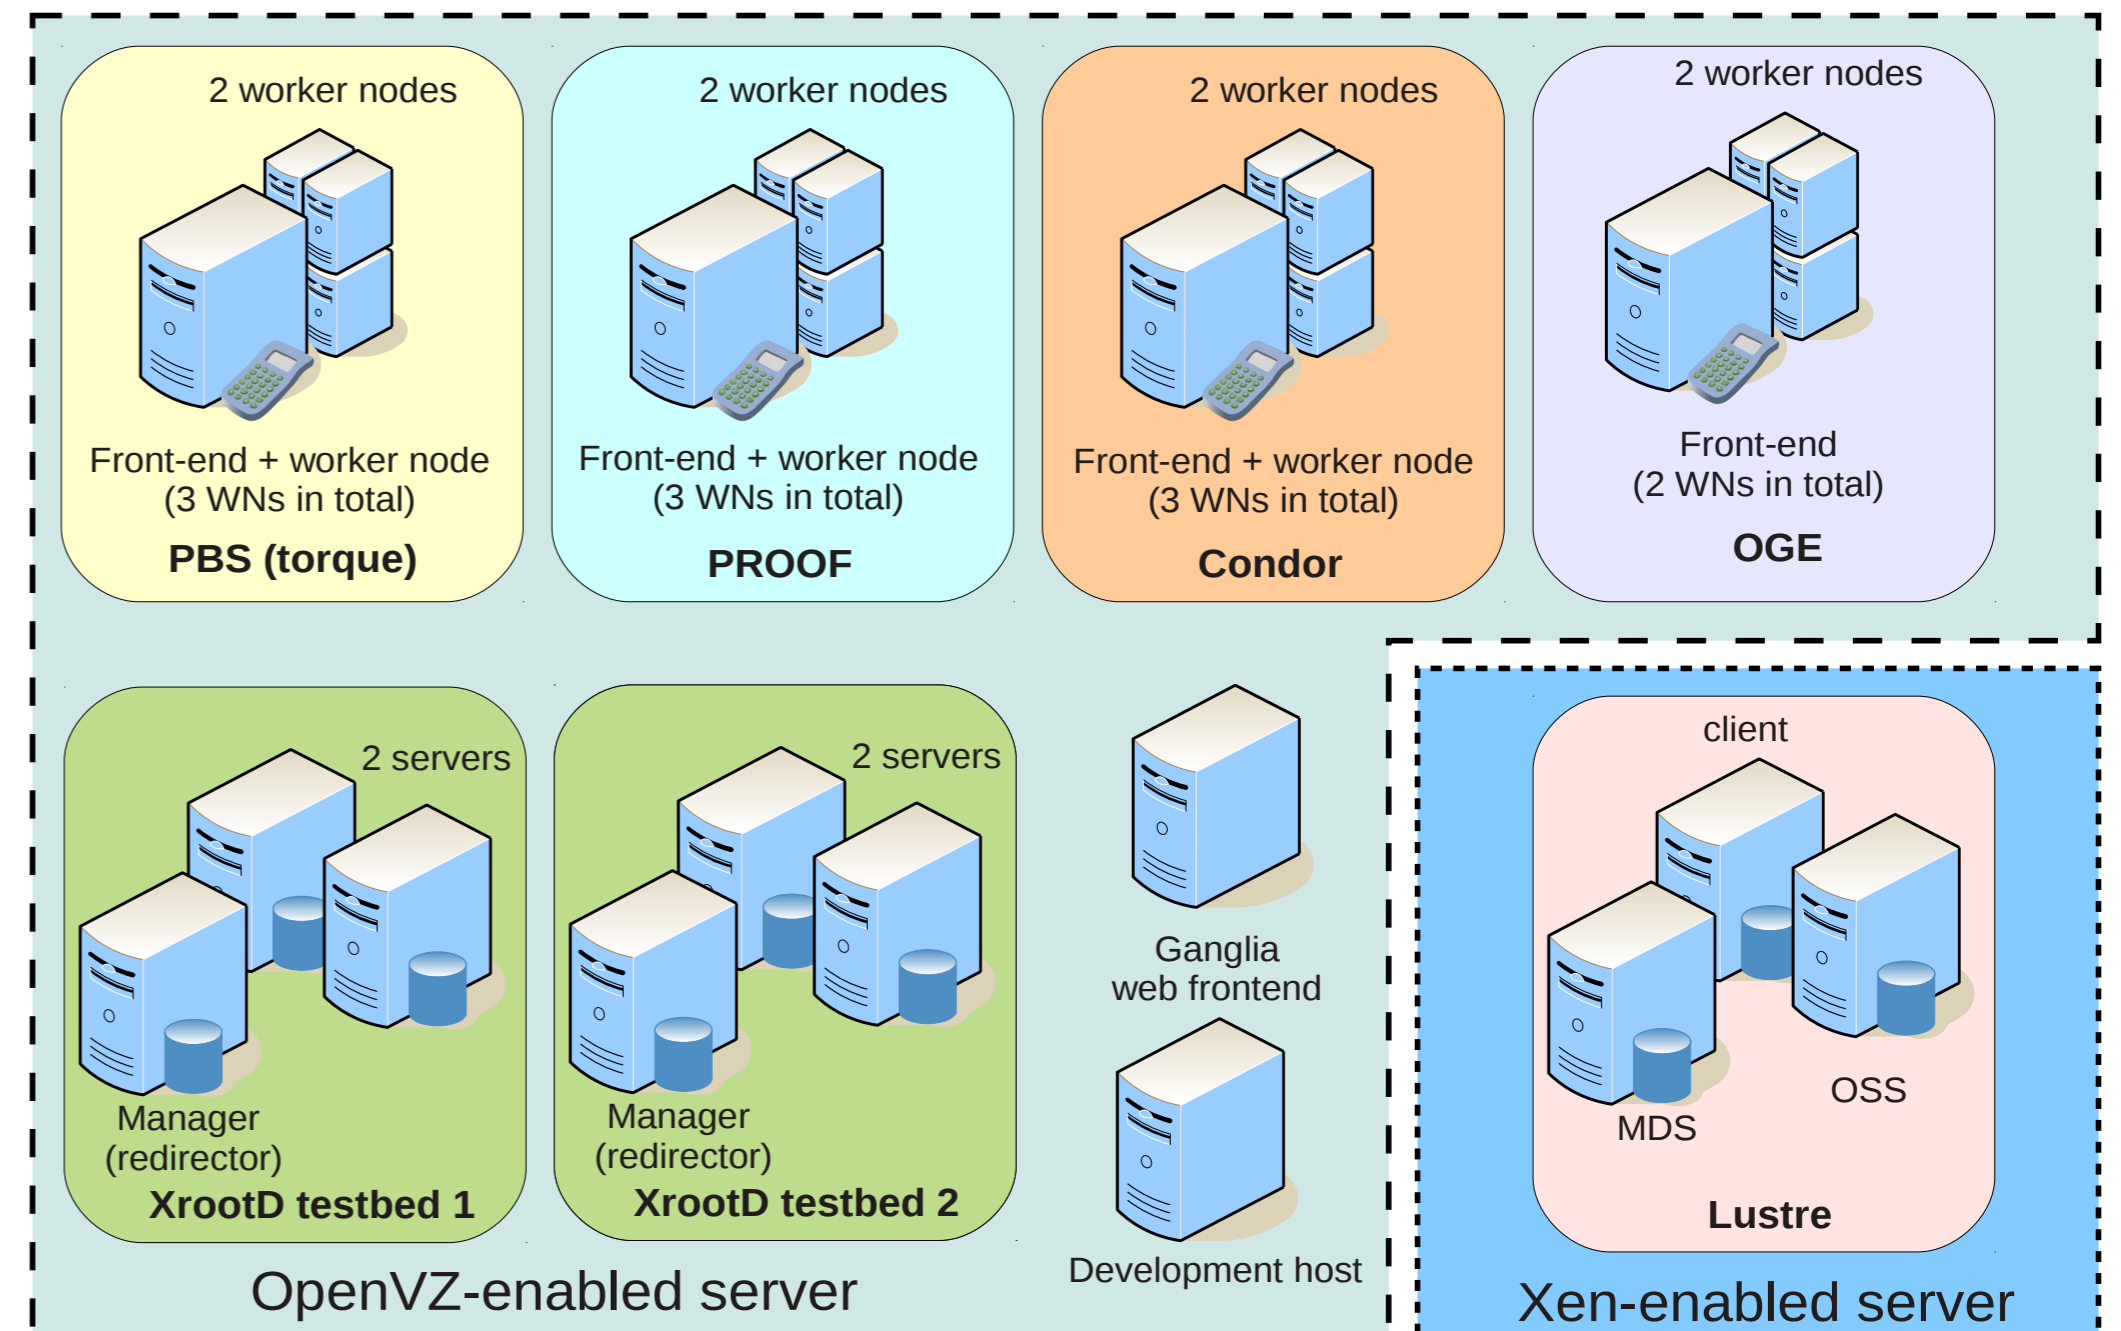 2 worker nodes
Front-end + worker node
(3 WNs in total)
PBS (torque)
2 worker nodes
Front-end + worker node
(3 WNs in total)
PROOF
2 worker nodes
Front-end + worker node
(3 WNs in total)
Condor
2 worker nodes
Front-end
(2 WNs in total)
OGE
2 servers
Manager
(redirector)
XrootD testbed 1
2 servers
Manager
(redirector)
XrootD testbed 2
Ganglia
web frontend
Development host
OpenVZ-enabled server
client
OSS
MDS
Lustre
Xen-enabled server